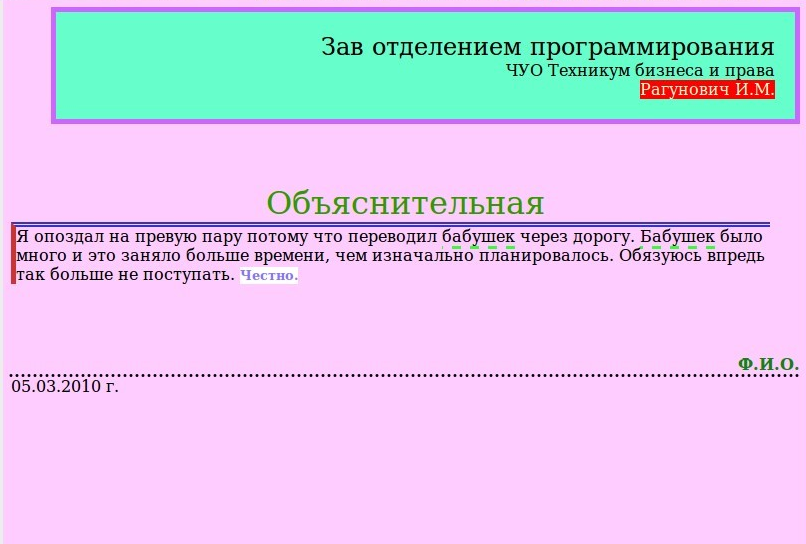 Зав отделением программирования
ЧУО Техникум бизнеса и права
Рагунович И.М.
Объяснительная
Я опоздал на превую пару потому что переводил бабушек через дорогу. Бабушек было
много и это заняло больше времени, чем изначально планировалось. Обязуюсь впредь
так больше не поступать. Честно.
Ф.И.О.
05.03.2010 г.